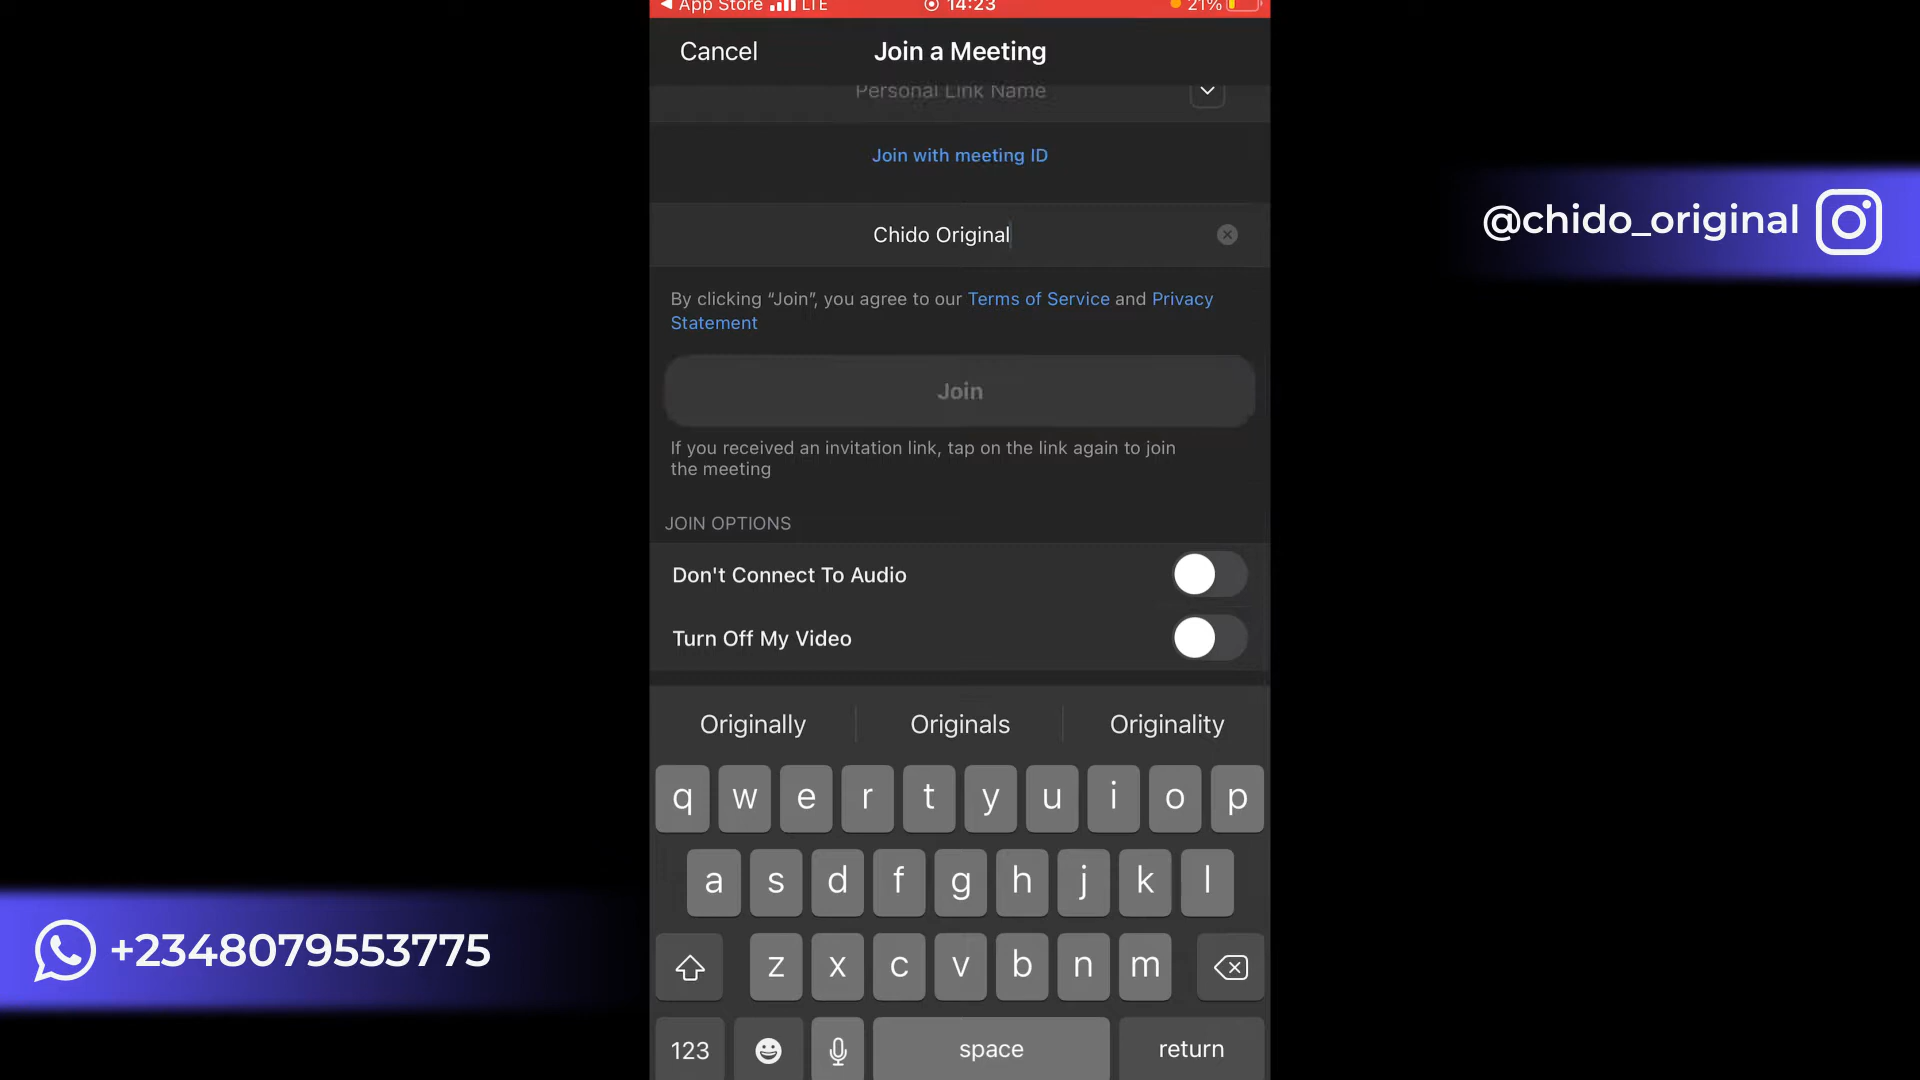 App Store LTE 14:23 21%
Cancel Join a Meeting
Personal Link Name
Join with meeting ID
@chido_original
Chido Original
By clicking “Join”, you agree to our Terms of Service and Privacy
Statement
Join
If you received an invitation link, tap on the link again to join
the meeting
JOIN OPTIONS
Don't Connect To Audio
Turn Off My Video
Originally Originals Originality
q w e r t y u i o p
a s d f g h j k l
+2348079553775
z x c v b n m
123 space return